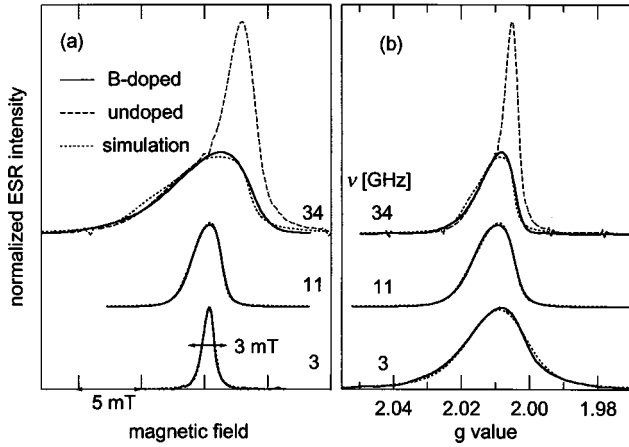 (a)
B-doped
undoped
simulation
34
11
3 mT
3
5 mT
magnetic field
normalized ESR intensity
(b)
ν [GHz]
34
11
3
2.04
2.02
2.00
1.98
g value